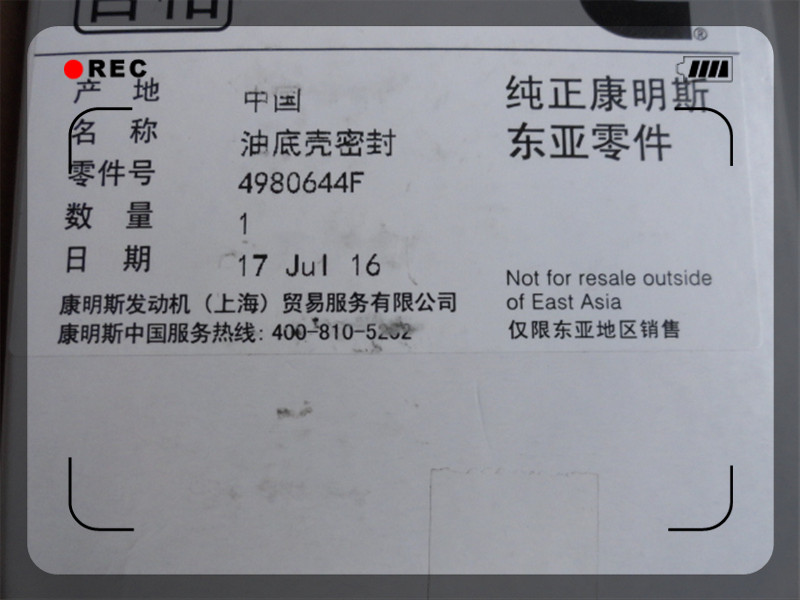 合格
®
REC
产 地 中国
名 称 油底壳密封
零件号 4980644F
数 量 1
日 期 17 Jul 16
康明斯发动机（上海）贸易服务有限公司
康明斯中国服务热线: 400-810-5252
纯正康明斯
东亚零件
Not for resale outside
of East Asia
仅限东亚地区销售